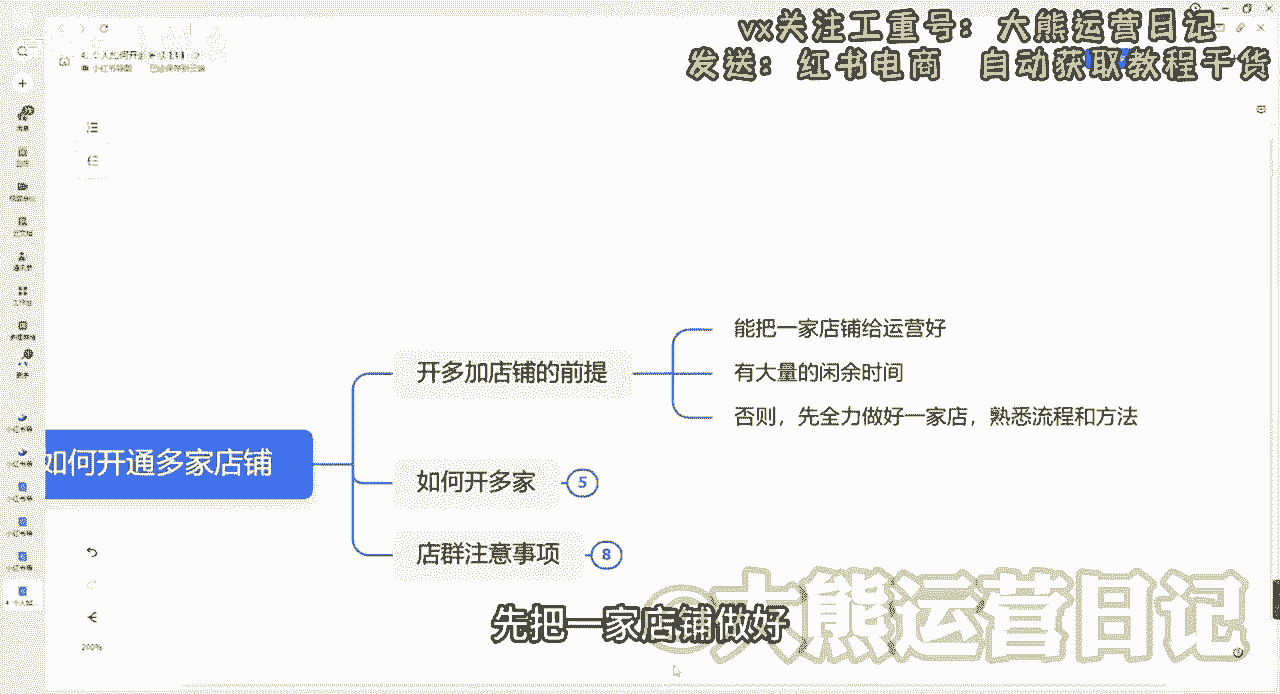 vx关注工重号：大熊运营日记
发送：红书电商 自动获取教程干货
能把一家店铺给运营好
开多加店铺的前提
有大量的闲余时间
否则，先全力做好一家店，熟悉流程和方法
如何开通多家店铺
如何开多家
5
店群注意事项
8
@大熊运营日记
先把一家店铺做好
200%